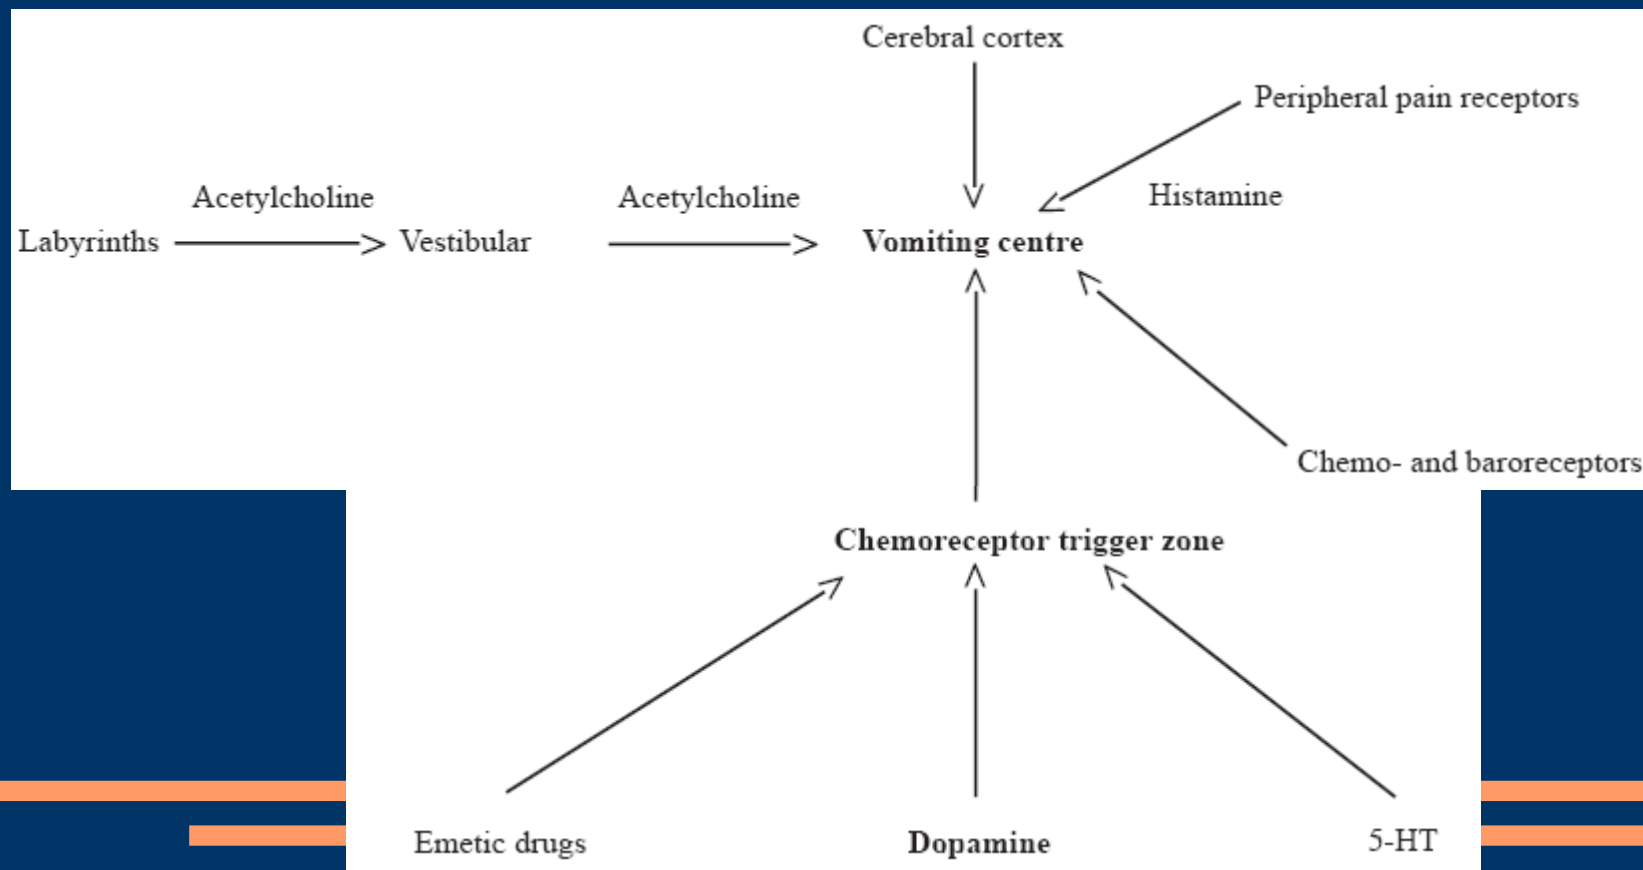 Cerebral cortex
Peripheral pain receptors
Acetylcholine
Acetylcholine
Histamine
Labyrinths
Vestibular
Vomiting centre
Chemo- and baroreceptors
Chemoreceptor trigger zone
Emetic drugs
Dopamine
5-HT